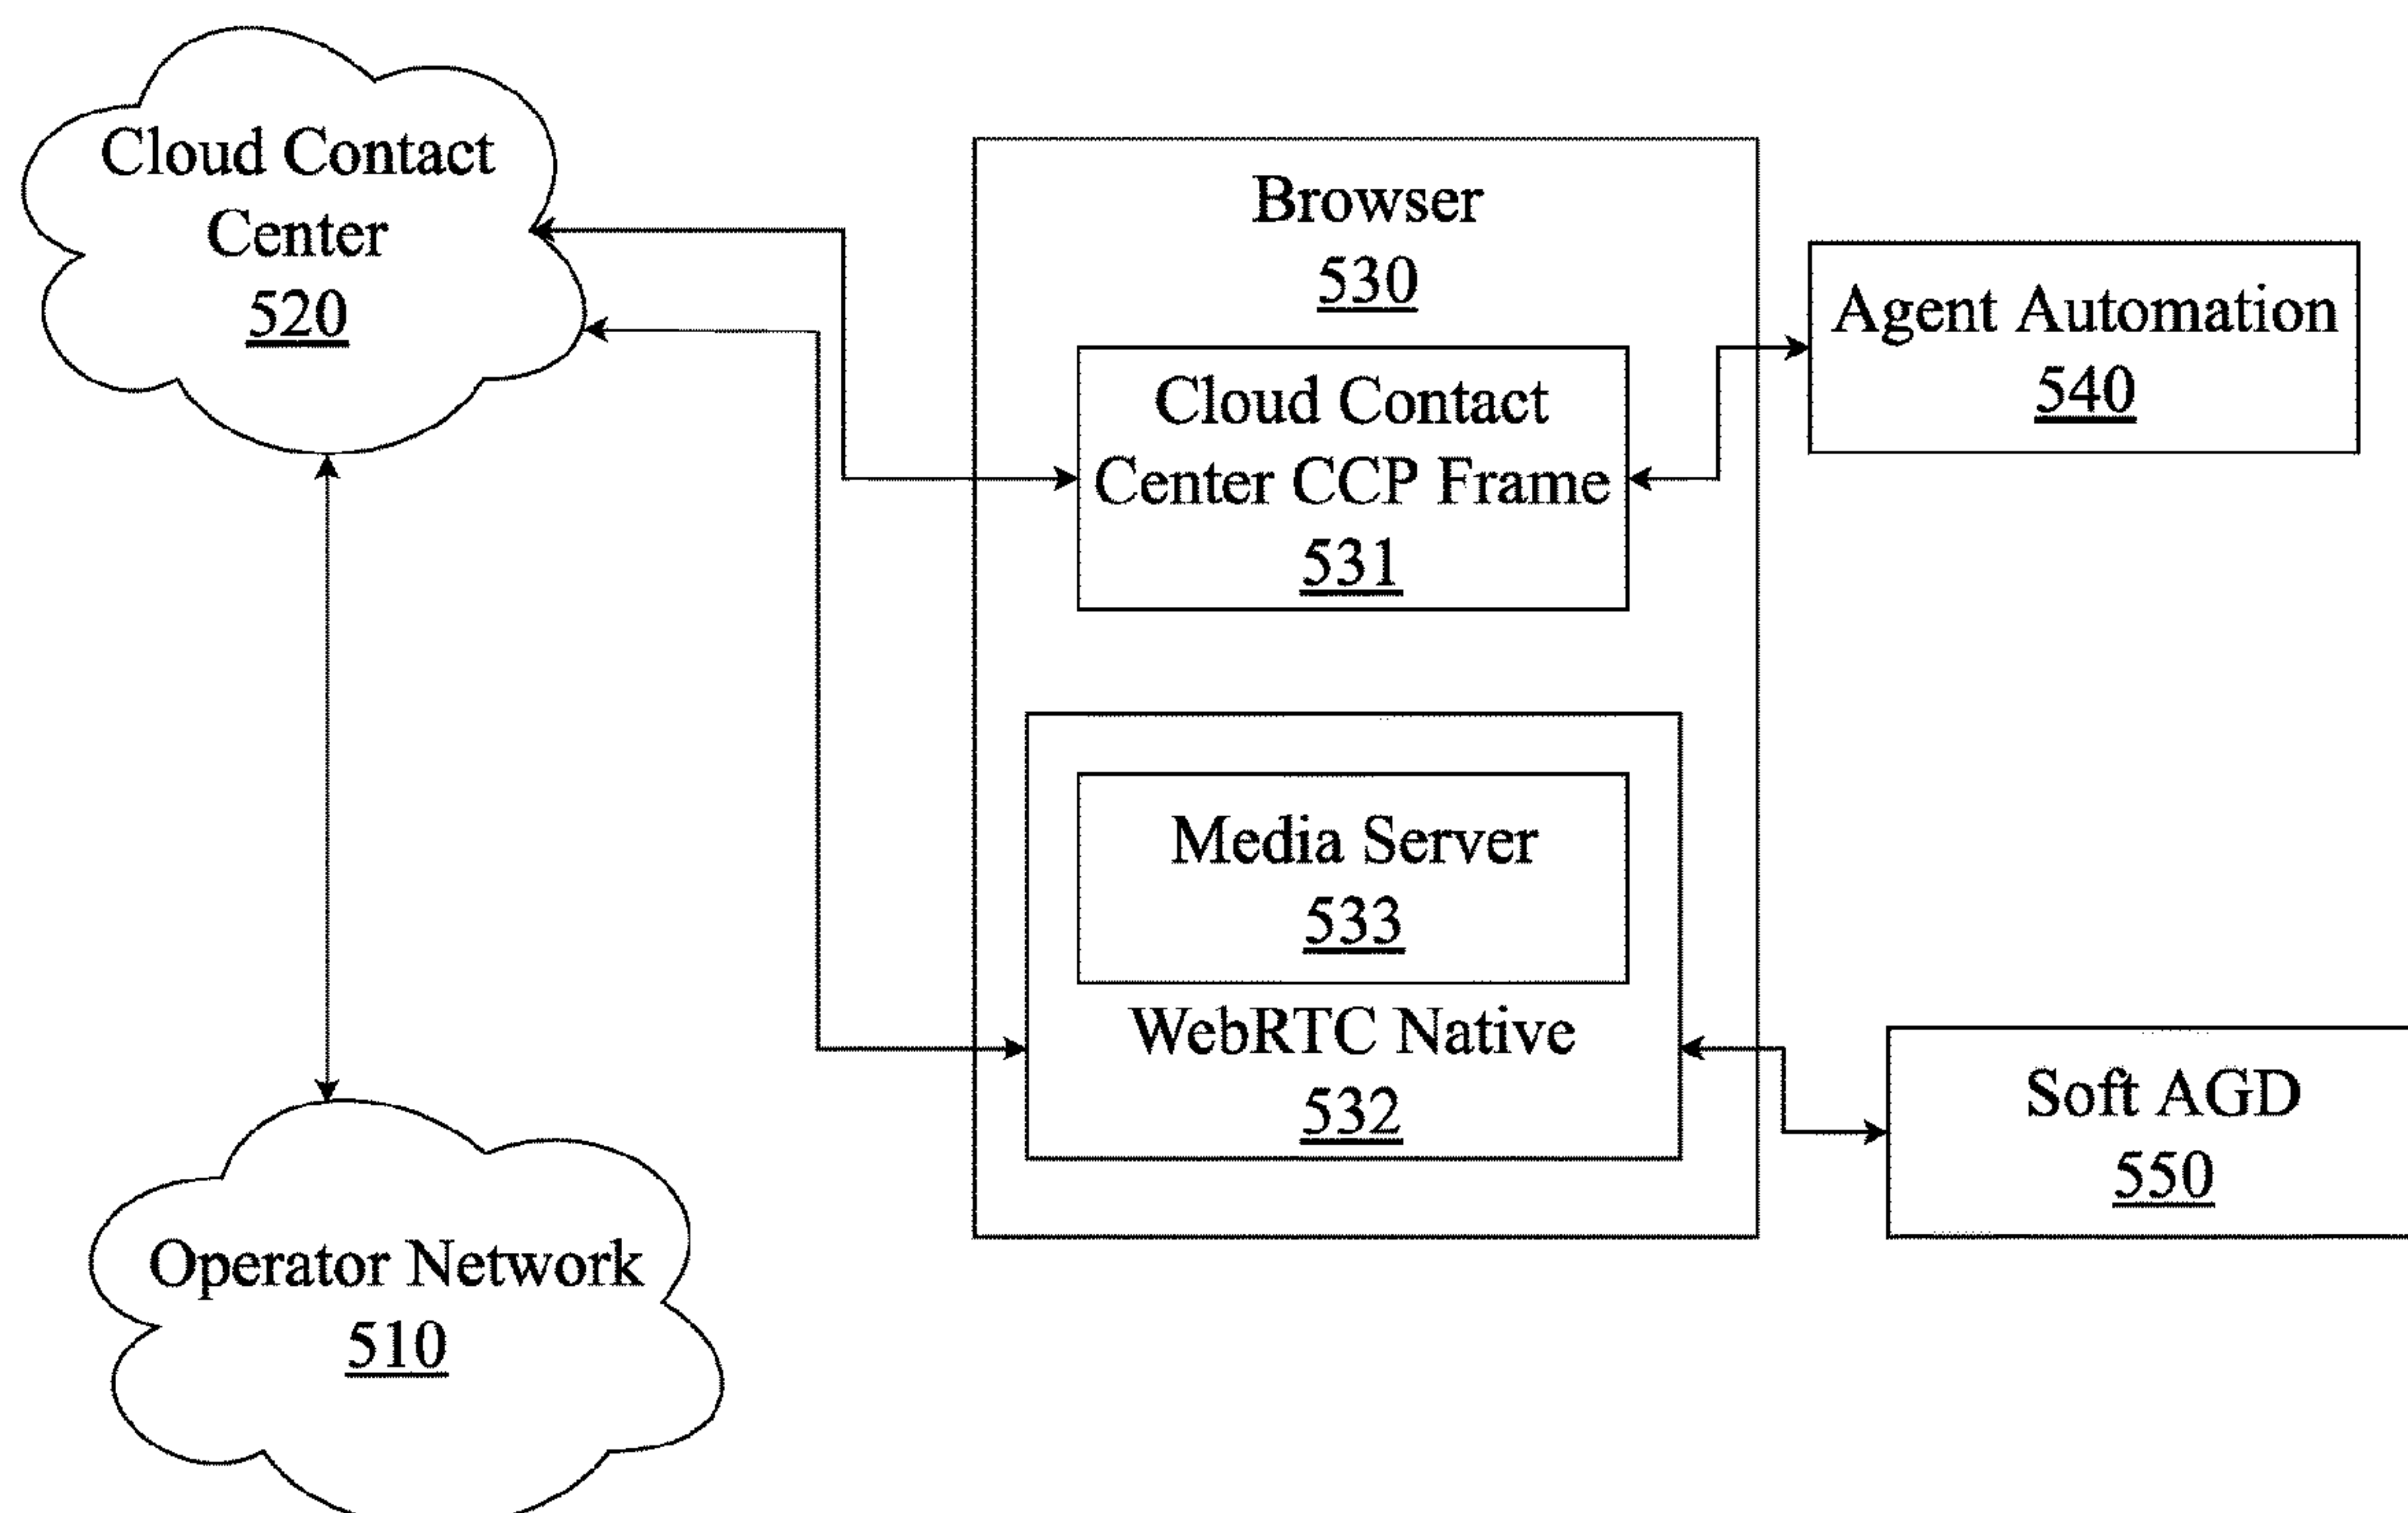 Cloud Contact
Center
520
Browser
530
Agent Automation
540
Cloud Contact
Center CCP Frame
531
Media Server
533
WebRTC Native
532
Soft AGD
550
Operator Network
510